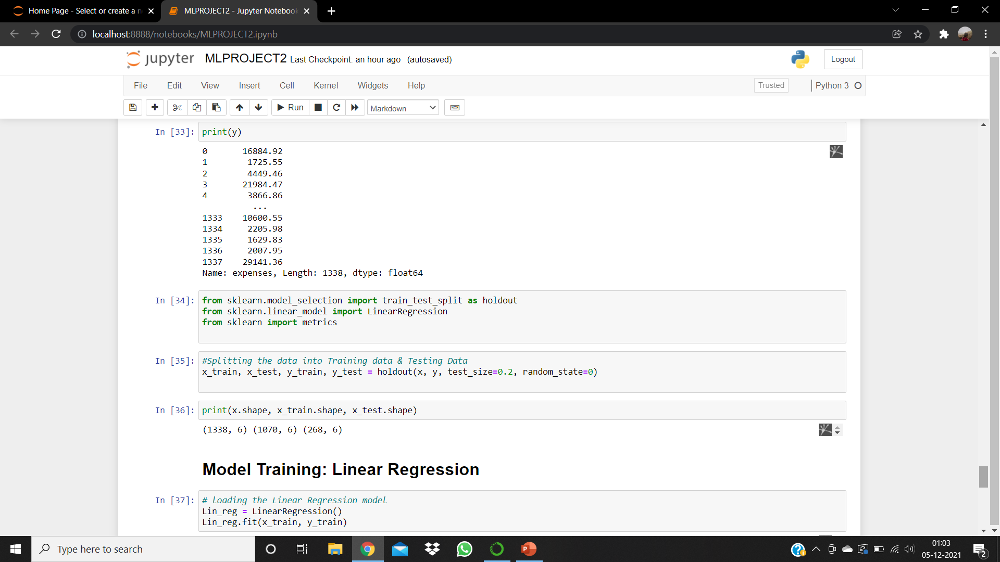 Home Page - Select or create a n
MLPROJECT2 - Jupyter Notebook
localhost:8888/notebooks/MLPROJECT2.ipynb
jupyter MLPROJECT2 Last Checkpoint: an hour ago (autosaved)
Logout
File Edit View Insert Cell Kernel Widgets Help
Trusted
Python 3
Run
Markdown
In [33]: print(y)
0 16884.92
1 1725.55
2 4449.46
3 21984.47
4 3866.86
...
1333 10600.55
1334 2205.98
1335 1629.83
1336 2007.95
1337 29141.36
Name: expenses, Length: 1338, dtype: float64
In [34]: from sklearn.model_selection import train_test_split as holdout
from sklearn.linear_model import LinearRegression
from sklearn import metrics
In [35]: #Splitting the data into Training data & Testing Data
x_train, x_test, y_train, y_test = holdout(x, y, test_size=0.2, random_state=0)
In [36]: print(x.shape, x_train.shape, x_test.shape)
(1338, 6) (1070, 6) (268, 6)
Model Training: Linear Regression
In [37]: # loading the Linear Regression model
Lin_reg = LinearRegression()
Lin_reg.fit(x_train, y_train)
Type here to search
P
01:03
05-12-2021
2